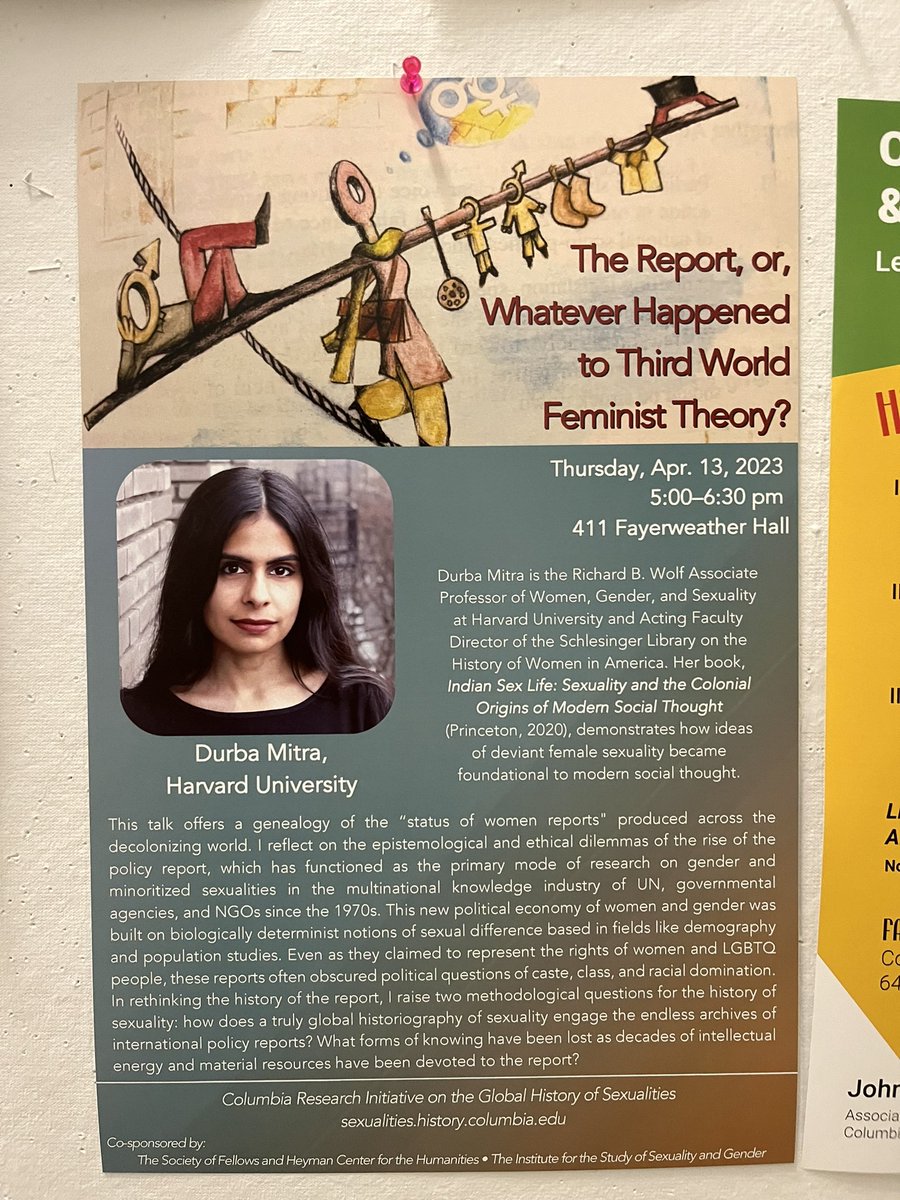 The Report, or,
Whatever Happened
to Third World
Feminist Theory?
Thursday, Apr. 13, 2023
5:00–6:30 pm
411 Fayerweather Hall
Durba Mitra is the Richard B. Wolf Associate
Professor of Women, Gender, and Sexuality
at Harvard University and Acting Faculty
Director of the Schlesinger Library on the
History of Women in America. Her book,
Indian Sex Life: Sexuality and the Colonial
Origins of Modern Social Thought
(Princeton, 2020), demonstrates how ideas
of deviant female sexuality became
foundational to modern social thought.
Durba Mitra,
Harvard University
This talk offers a genealogy of the “status of women reports" produced across the
decolonizing world. I reflect on the epistemological and ethical dilemmas of the rise of the
policy report, which has functioned as the primary mode of research on gender and
minoritized sexualities in the multinational knowledge industry of UN, governmental
agencies, and NGOs since the 1970s. This new political economy of women and gender was
built on biologically determinist notions of sexual difference based in fields like demography
and population studies. Even as they claimed to represent the rights of women and LGBTQ
people, these reports often obscured political questions of caste, class, and racial domination.
In rethinking the history of the report, I raise two methodological questions for the history of
sexuality: how does a truly global historiography of sexuality engage the endless archives of
international policy reports? What forms of knowing have been lost as decades of intellectual
energy and material resources have been devoted to the report?
Columbia Research Initiative on the Global History of Sexualities
sexualities.history.columbia.edu
Co-sponsored by:
The Society of Fellows and Heyman Center for the Humanities • The Institute for the Study of Sexuality and Gender
&
Le
64
John
Associa
Columbi